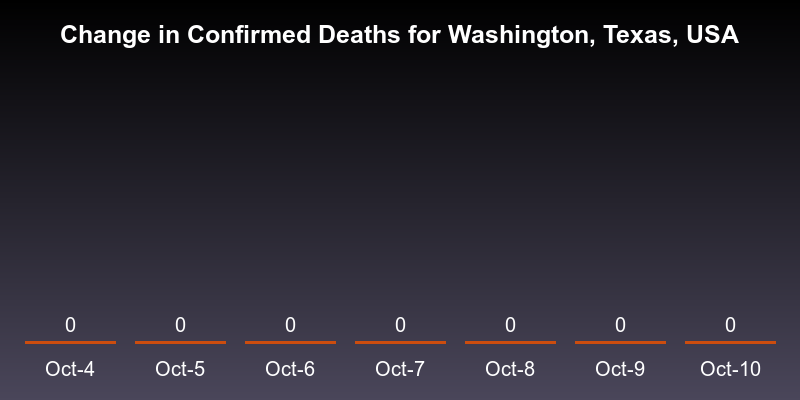 Change in Confirmed Deaths for Washington, Texas, USA
0 0 0 0 0 0 0
Oct-4 Oct-5 Oct-6 Oct-7 Oct-8 Oct-9 Oct-10